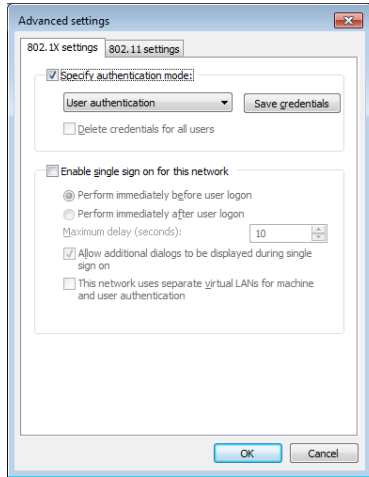 Advanced settings
802.1X settings
802.11 settings
Specify authentication mode:
User authentication
Save credentials
Delete credentials for all users
Enable single sign on for this network
Perform immediately before user logon
Perform immediately after user logon
Maximum delay (seconds):
10
Allow additional dialogs to be displayed during single
sign on
This network uses separate virtual LANs for machine
and user authentication
OK
Cancel